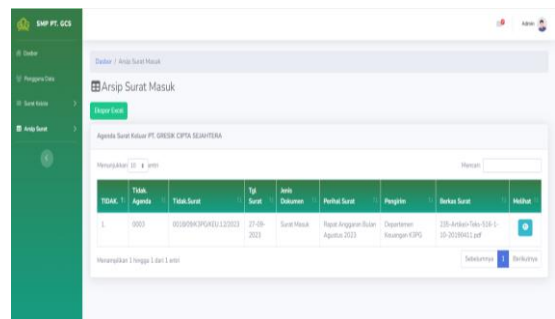 SMP PT. GCS
Admin
Dasbor
Pengguna Data
Surat Kelola
Arsip Surat
Dasbor / Arsip Surat Masuk
Arsip Surat Masuk
Ekspor Excel
Agenda Surat Keluar PT. GRESIK CIPTA SEJAHTERA
Menunjukkan 10 entri
Mencari:
TIDAK. Tidak. Agenda Tidak.Surat Tgl Surat Jenis Dokumen Perihal Surat Pengirim Berkas Surat Melihat
1. 0003 27-09-2023 Surat Masuk Rapat Anggaran Bulan Agustus 2023 Departemen Keuangan K3PG
Menampilkan 1 hingga 1 dari 1 entri
Sebelumnya 1 Berikutnya